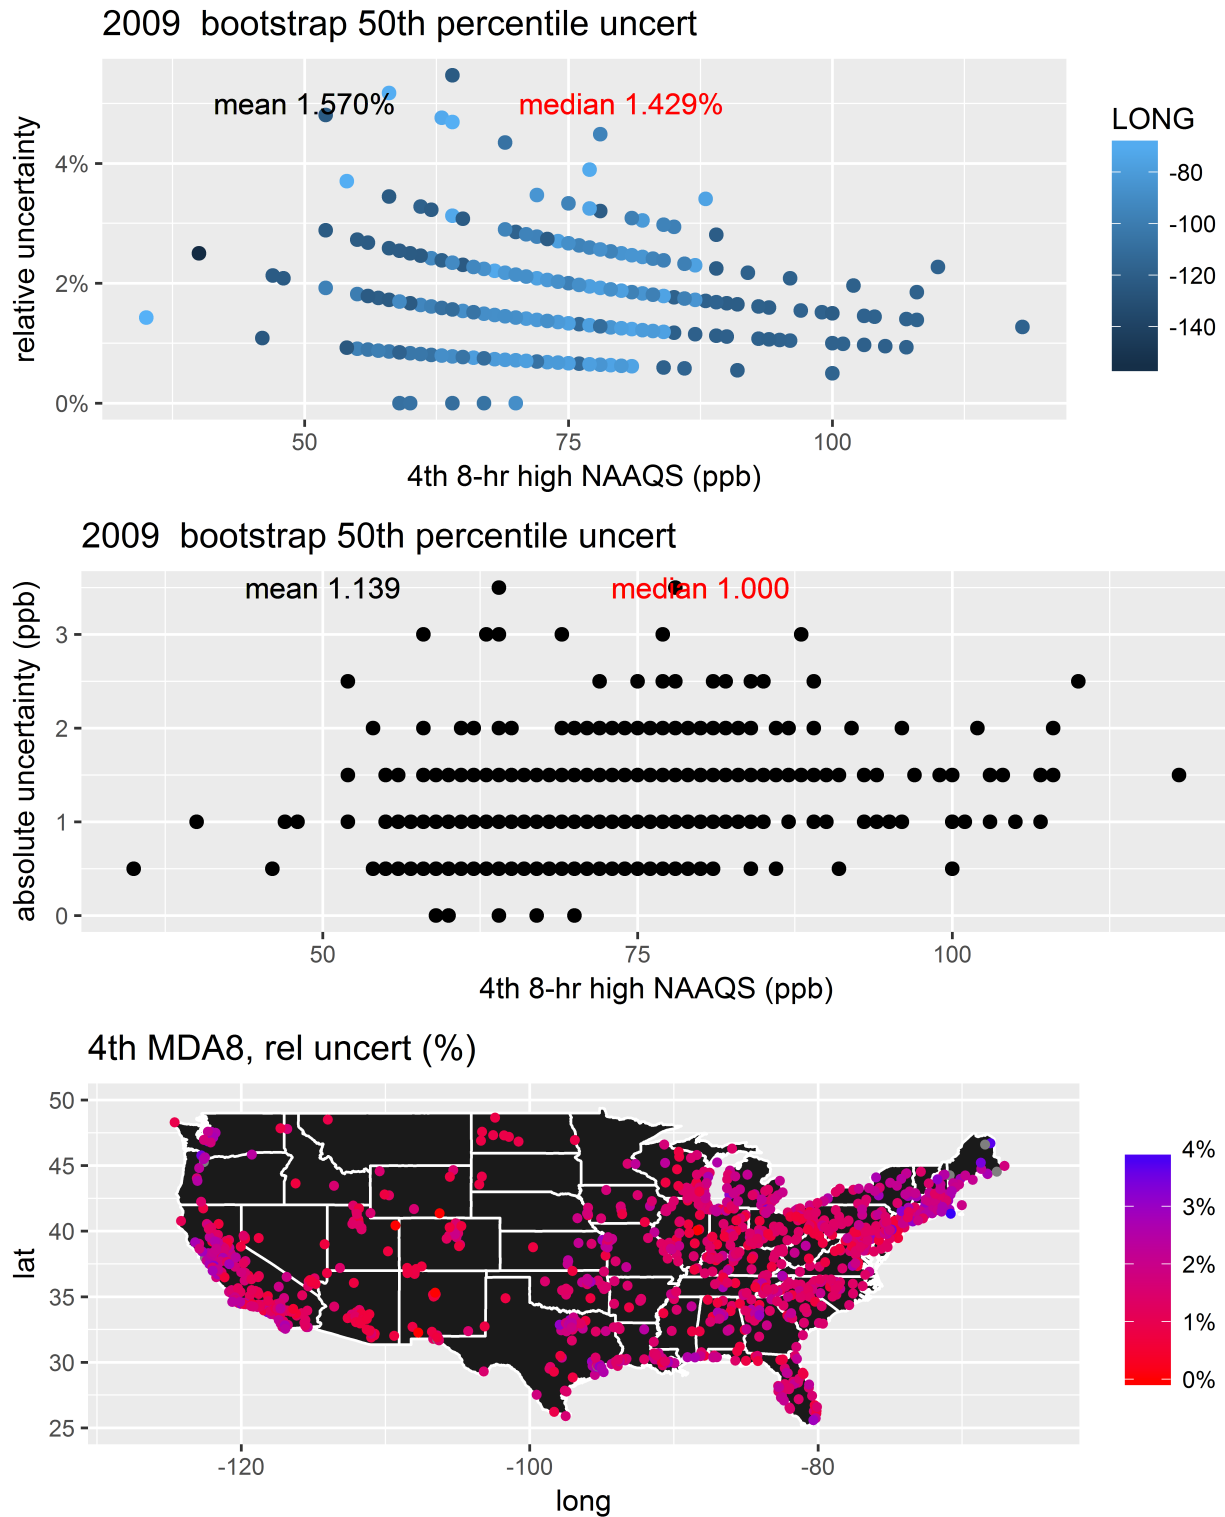 2009 bootstrap 50th percentile uncert
mean 1.570%
median 1.429%
relative uncertainty
4%
2%
0%
50
75
100
4th 8-hr high NAAQS (ppb)
LONG
-80
-100
-120
-140
2009 bootstrap 50th percentile uncert
mean 1.139
median 1.000
absolute uncertainty (ppb)
3
2
1
0
50
75
100
4th 8-hr high NAAQS (ppb)
4th MDA8, rel uncert (%)
lat
50
45
40
35
30
25
-120
-100
-80
long
4%
3%
2%
1%
0%